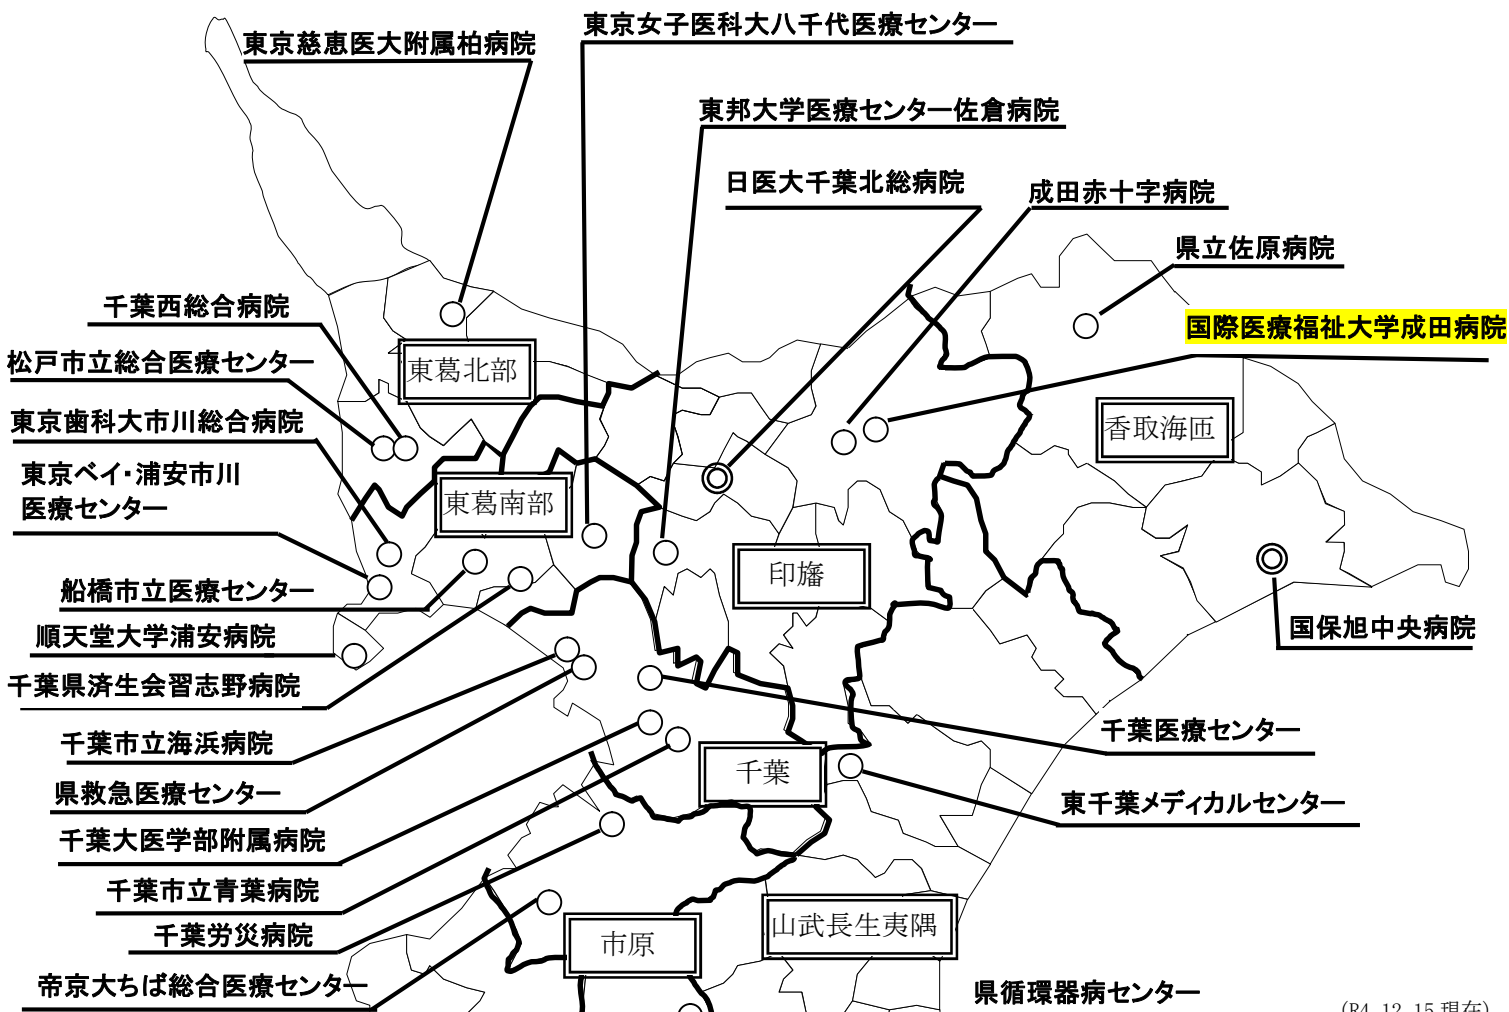 東京女子医科大八千代医療センター
東京慈恵医大附属柏病院
東邦大学医療センター佐倉病院
日医大千葉北総病院
成田赤十字病院
県立佐原病院
千葉西総合病院
国際医療福祉大学成田病院
松戸市立総合医療センター
東葛北部
東京歯科大市川総合病院
香取海匝
東京ベイ・浦安市川
医療センター
東葛南部
印旛
船橋市立医療センター
順天堂大学浦安病院
国保旭中央病院
千葉県済生会習志野病院
千葉市立海浜病院
千葉医療センター
千葉
県救急医療センター
東千葉メディカルセンター
千葉大医学部附属病院
千葉市立青葉病院
千葉労災病院
市原
山武長生夷隅
帝京大ちば総合医療センター
県循環器病センター
(R4.12.15 現在)